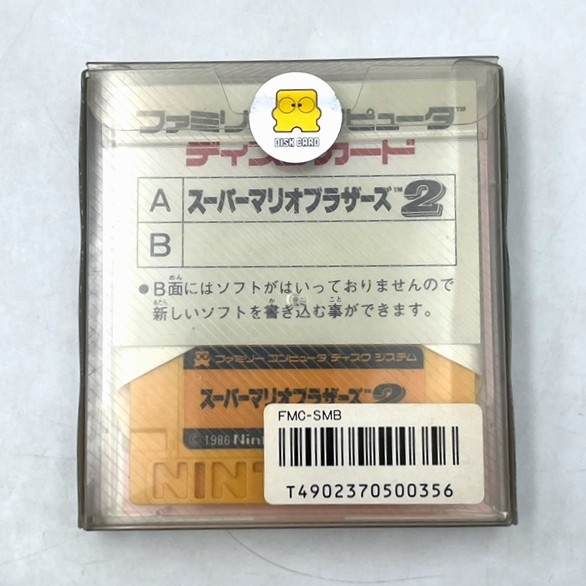 ファミリーコンピュータ™
ディスクカード
DISK CARD
A スーパーマリオブラザーズ™2
B
●B面にはソフトがはいっておりませんので
新しいソフトを書き込む事ができます。
ファミリー コンピュータ ディスク システム
スーパーマリオブラザーズ™2
© 1986 Nin
NIN
FMC-SMB
T4902370500356